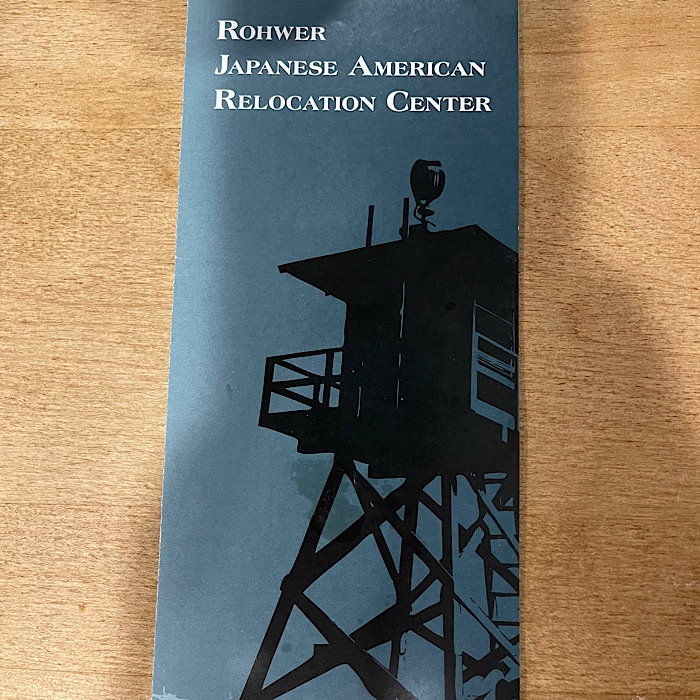 Rohwer
Japanese American
Relocation Center